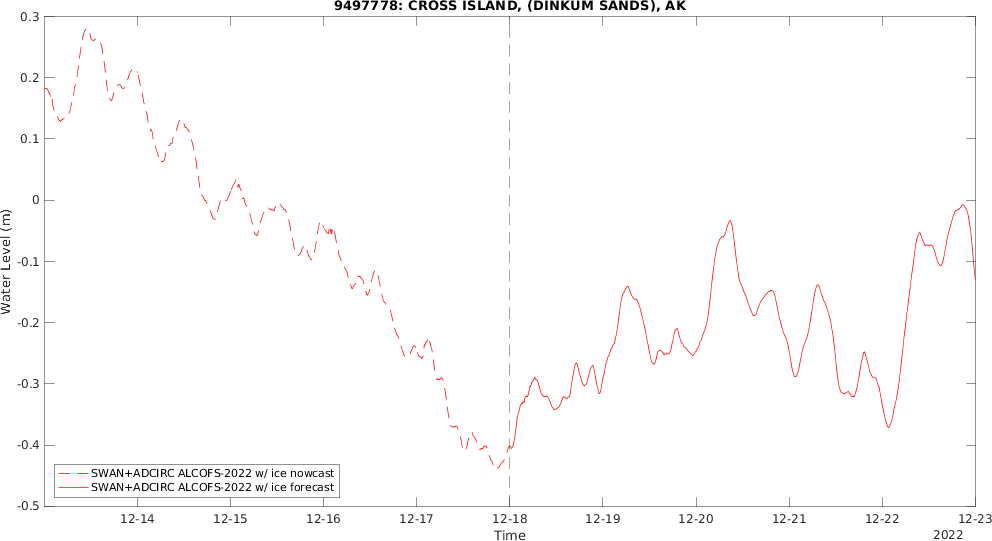 9497778: CROSS ISLAND, (DINKUM SANDS), AK
0.3
0.2
0.1
0
-0.1
-0.2
-0.3
-0.4
-0.5
Water Level (m)
SWAN+ADCIRC ALCOFS-2022 w/ ice nowcast
SWAN+ADCIRC ALCOFS-2022 w/ ice forecast
12-14 12-15 12-16 12-17 12-18 12-19 12-20 12-21 12-22 12-23
Time
2022